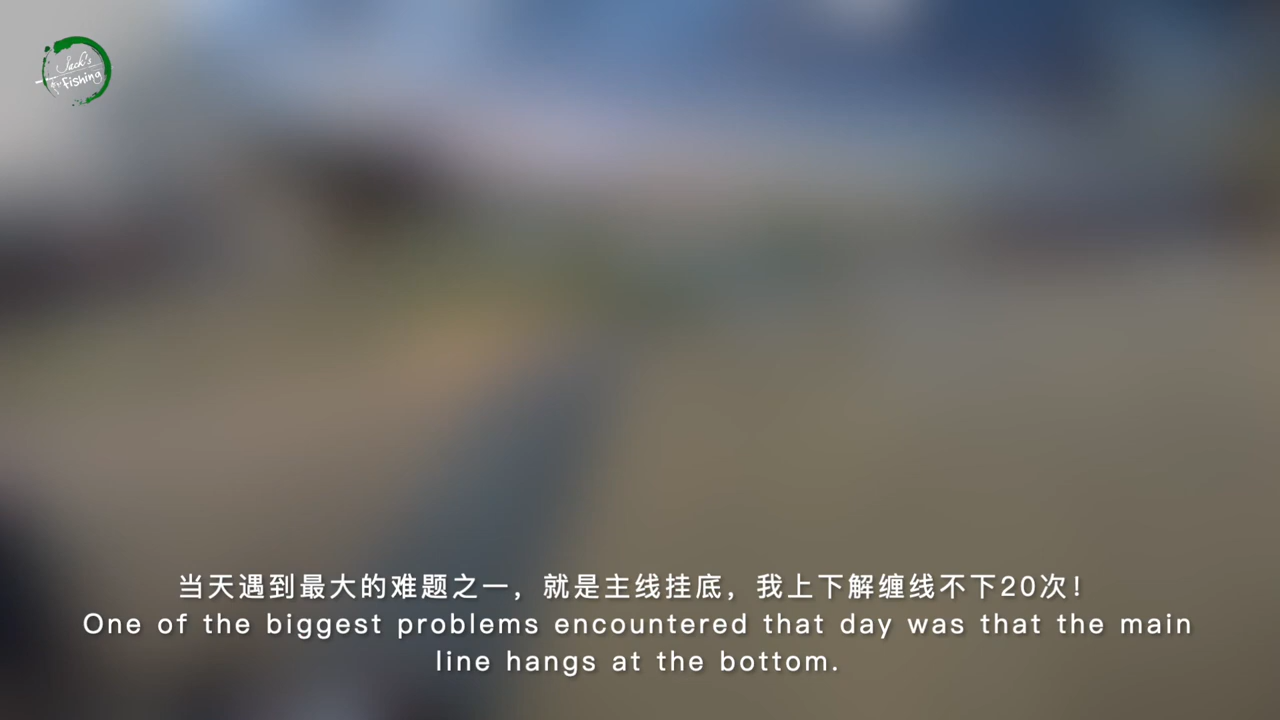 Jack's
Fly Fishing
当天遇到最大的难题之一，就是主线挂底，我上下解缠线不下20次！
One of the biggest problems encountered that day was that the main
line hangs at the bottom.